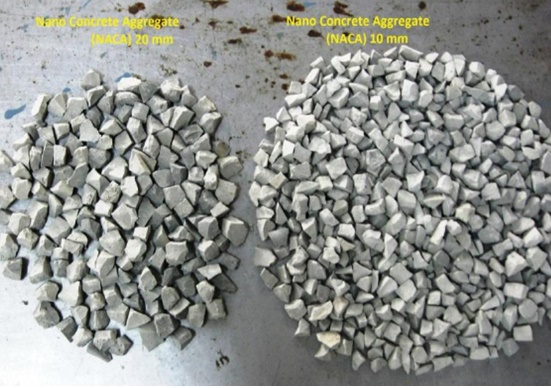 Nano Concrete Aggregate
(NACA) 20 mm
Nano Concrete Aggregate
(NACA) 10 mm